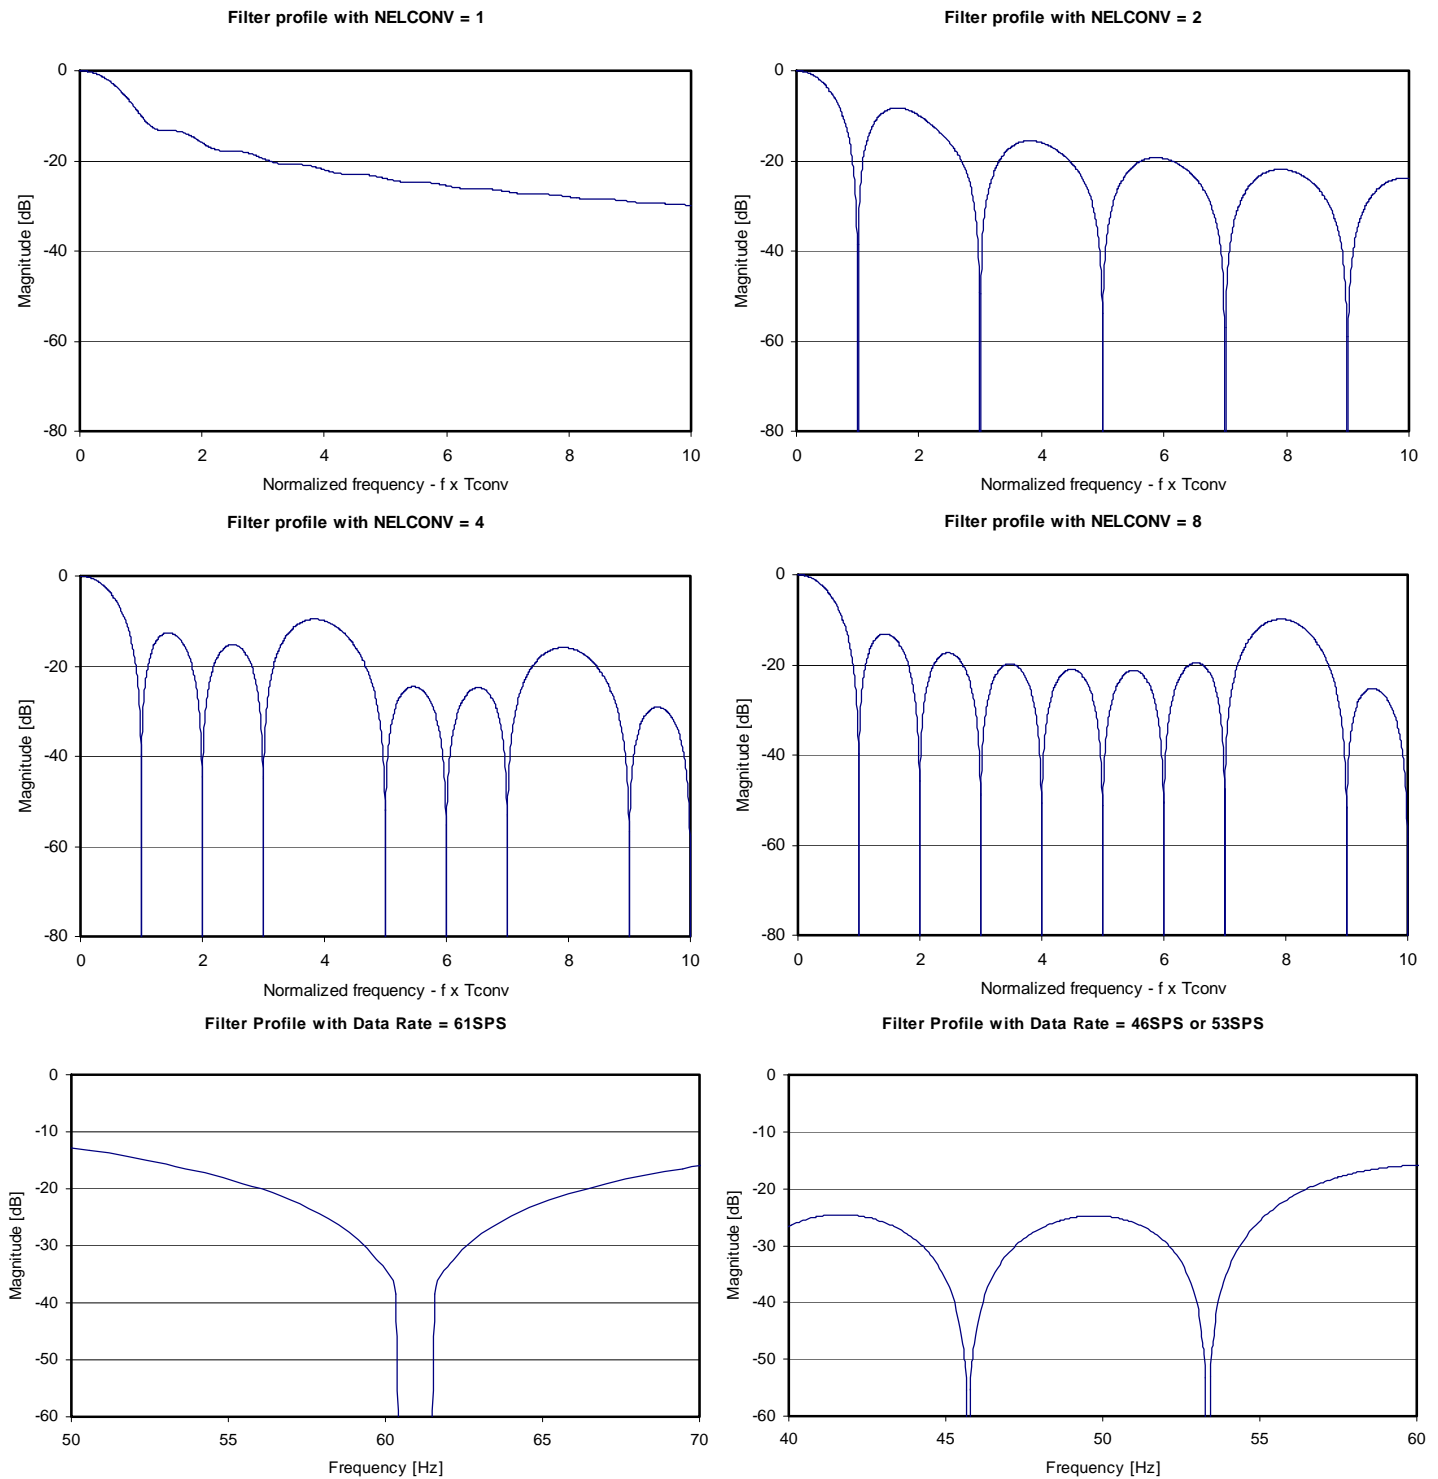 Filter profile with NELCONV = 1
0
-20
-40
-60
-80
Magnitude [dB]
0 2 4 6 8 10
Normalized frequency - f x Tconv
Filter profile with NELCONV = 2
0
-20
-40
-60
-80
Magnitude [dB]
0 2 4 6 8 10
Normalized frequency - f x Tconv
Filter profile with NELCONV = 4
0
-20
-40
-60
-80
Magnitude [dB]
0 2 4 6 8 10
Normalized frequency - f x Tconv
Filter profile with NELCONV = 8
0
-20
-40
-60
-80
Magnitude [dB]
0 2 4 6 8 10
Normalized frequency - f x Tconv
Filter Profile with Data Rate = 61SPS
0
-10
-20
-30
-40
-50
-60
Magnitude [dB]
50 55 60 65 70
Frequency [Hz]
Filter Profile with Data Rate = 46SPS or 53SPS
0
-10
-20
-30
-40
-50
-60
Magnitude [dB]
40 45 50 55 60
Frequency [Hz]